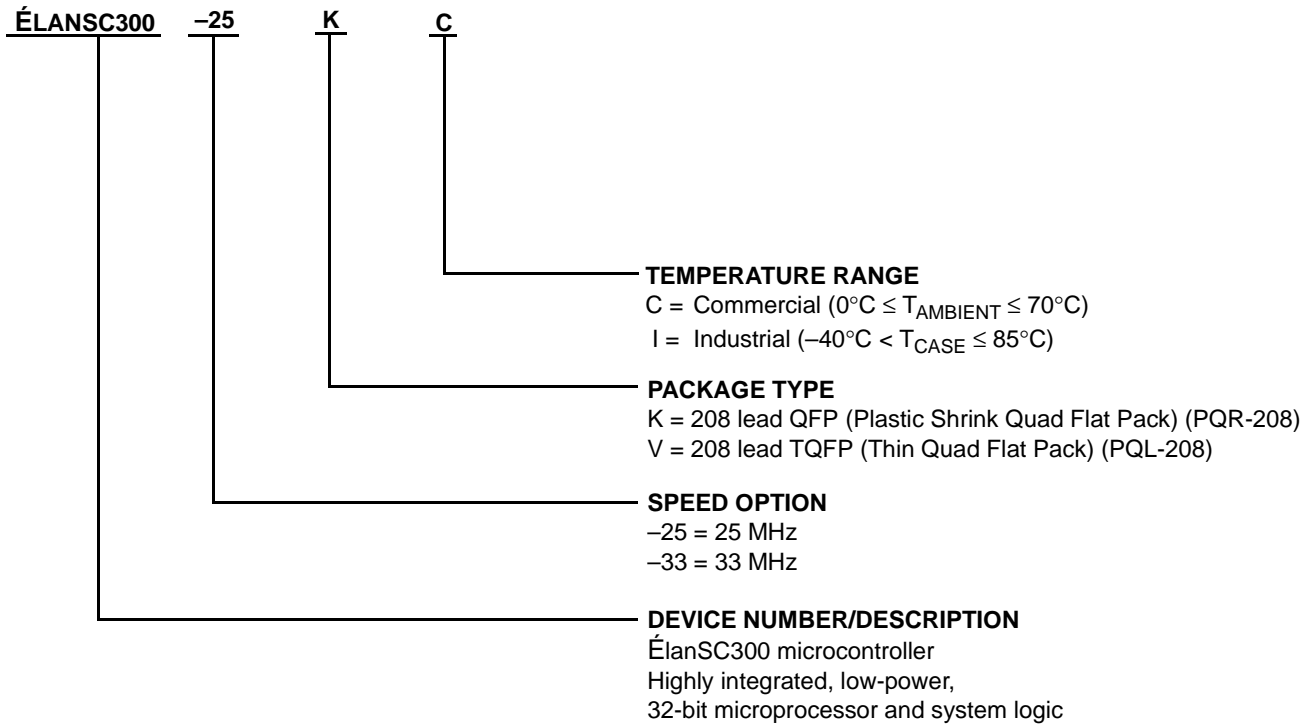 ÉLANSC300 –25 K C
TEMPERATURE RANGE
C = Commercial (0°C ≤ TAMBIENT ≤ 70°C)
I = Industrial (–40°C < TCASE ≤ 85°C)
PACKAGE TYPE
K = 208 lead QFP (Plastic Shrink Quad Flat Pack) (PQR-208)
V = 208 lead TQFP (Thin Quad Flat Pack) (PQL-208)
SPEED OPTION
–25 = 25 MHz
–33 = 33 MHz
DEVICE NUMBER/DESCRIPTION
ÉlanSC300 microcontroller
Highly integrated, low-power,
32-bit microprocessor and system logic